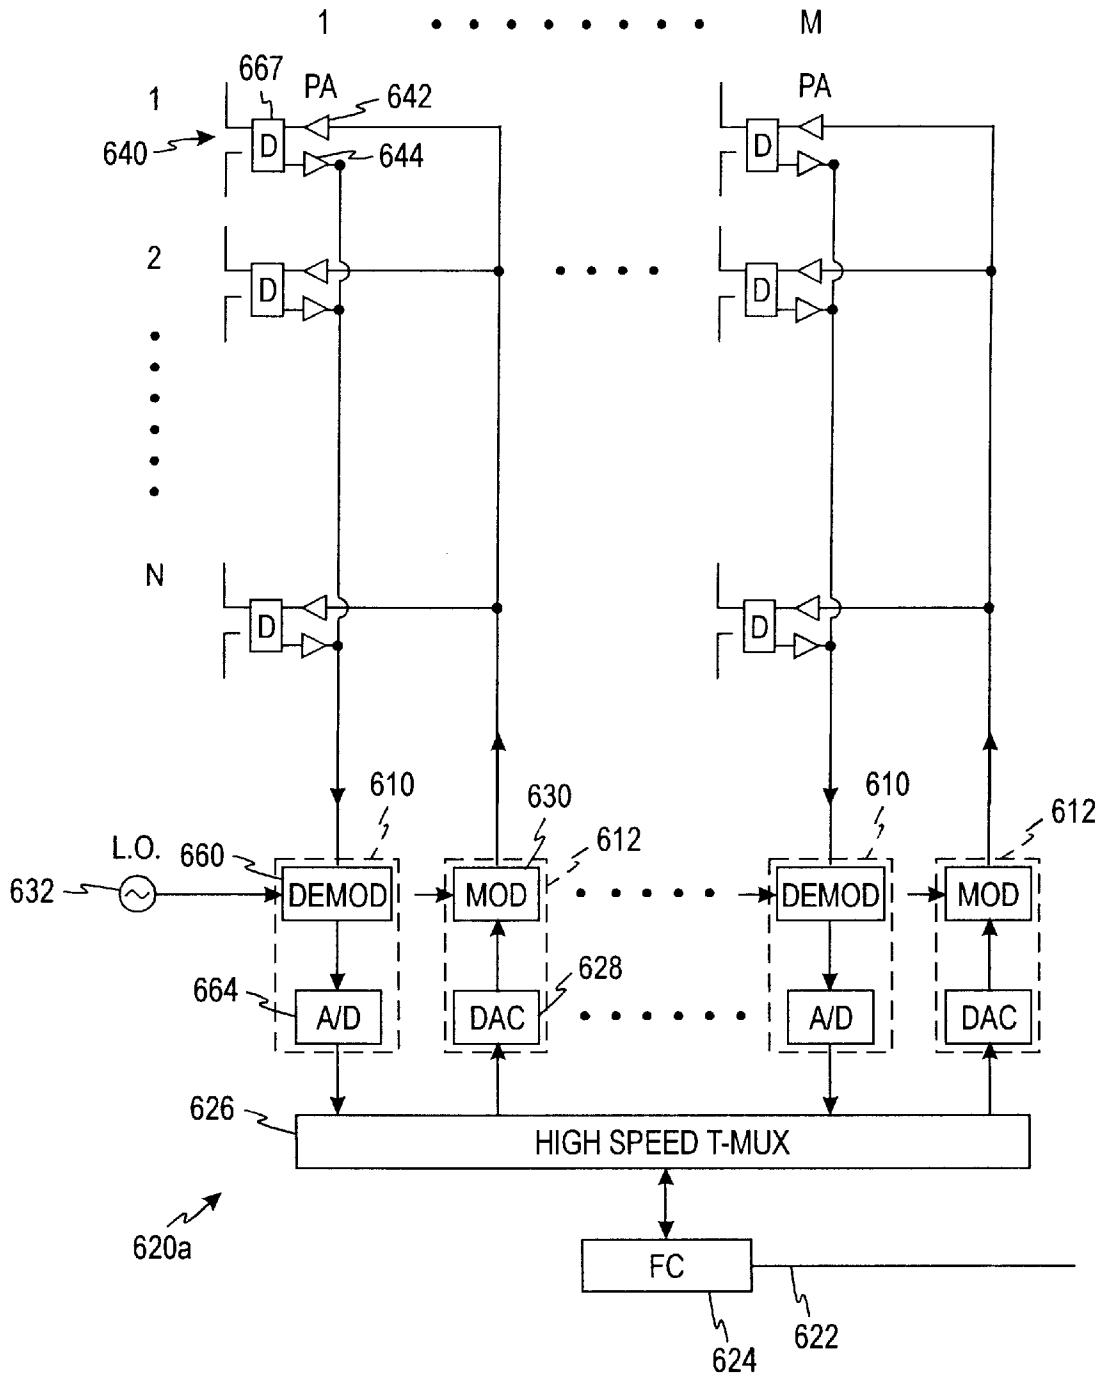 1 M
667
PA
642
PA
1
640
D
644
D
2
D
D
N
D
D
610
630
612
610
612
L.O.
660
632
DEMOD
MOD
DEMOD
MOD
664
A/D
DAC
628
A/D
DAC
626
HIGH SPEED T-MUX
620a
FC
622
624